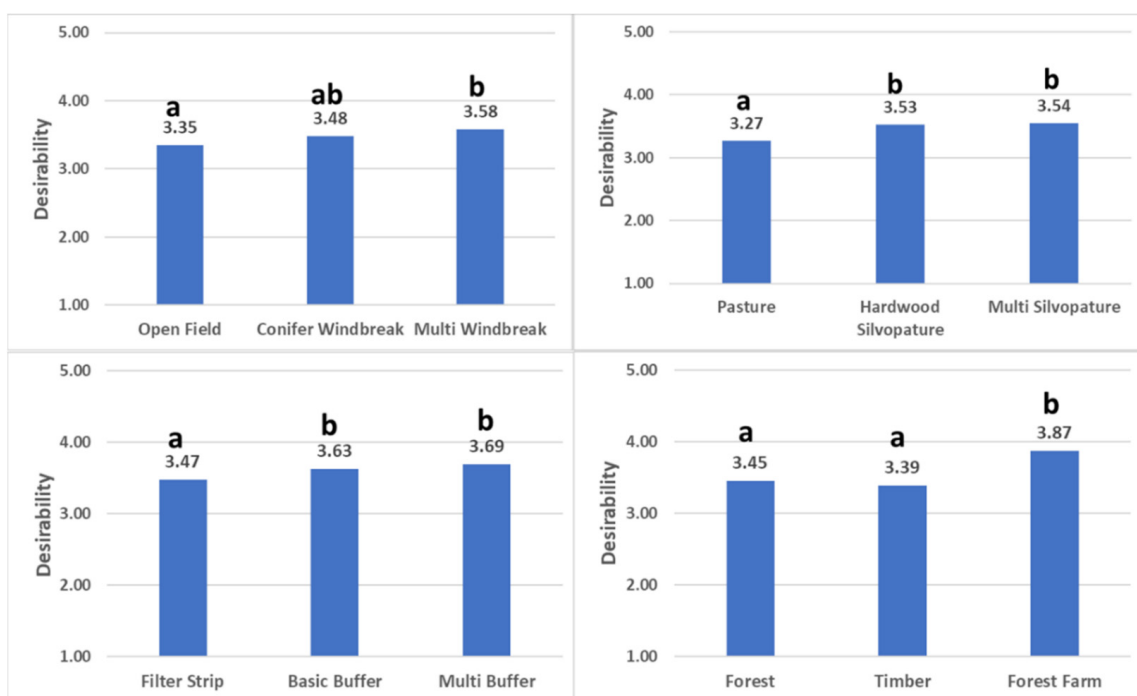 5.00
4.00
3.00
2.00
1.00
Desirability
a
3.35
ab
3.48
b
3.58
Open Field
Conifer Windbreak
Multi Windbreak
5.00
4.00
3.00
2.00
1.00
Desirability
a
3.27
b
3.53
b
3.54
Pasture
Hardwood
Silvopature
Multi Silvopature
5.00
4.00
3.00
2.00
1.00
Desirability
a
3.47
b
3.63
b
3.69
Filter Strip
Basic Buffer
Multi Buffer
5.00
4.00
3.00
2.00
1.00
Desirability
a
3.45
a
3.39
b
3.87
Forest
Timber
Forest Farm